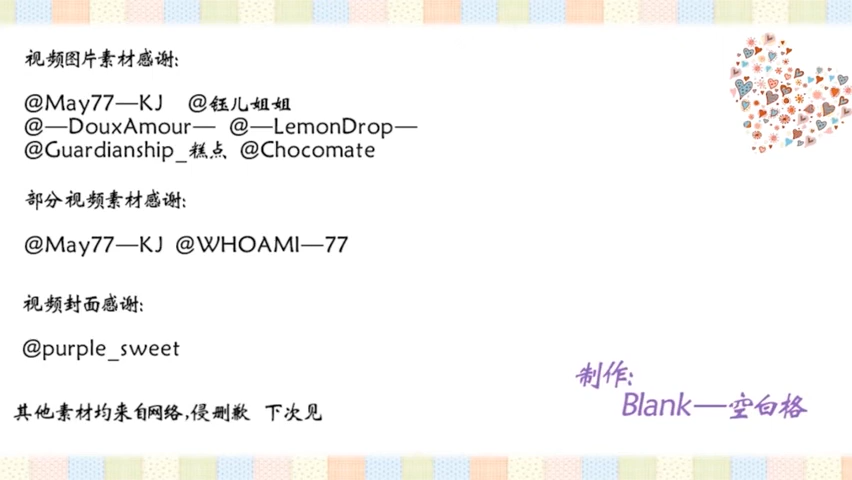 视频图片素材感谢:
@May77—KJ @钰儿姐姐
@—DouxAmour— @—LemonDrop—
@Guardianship_糕点 @Chocomate
部分视频素材感谢:
@May77—KJ @WHOAMI—77
视频封面感谢:
@purple_sweet
其他素材均来自网络,侵删歉 下次见
制作:
Blank—空白格